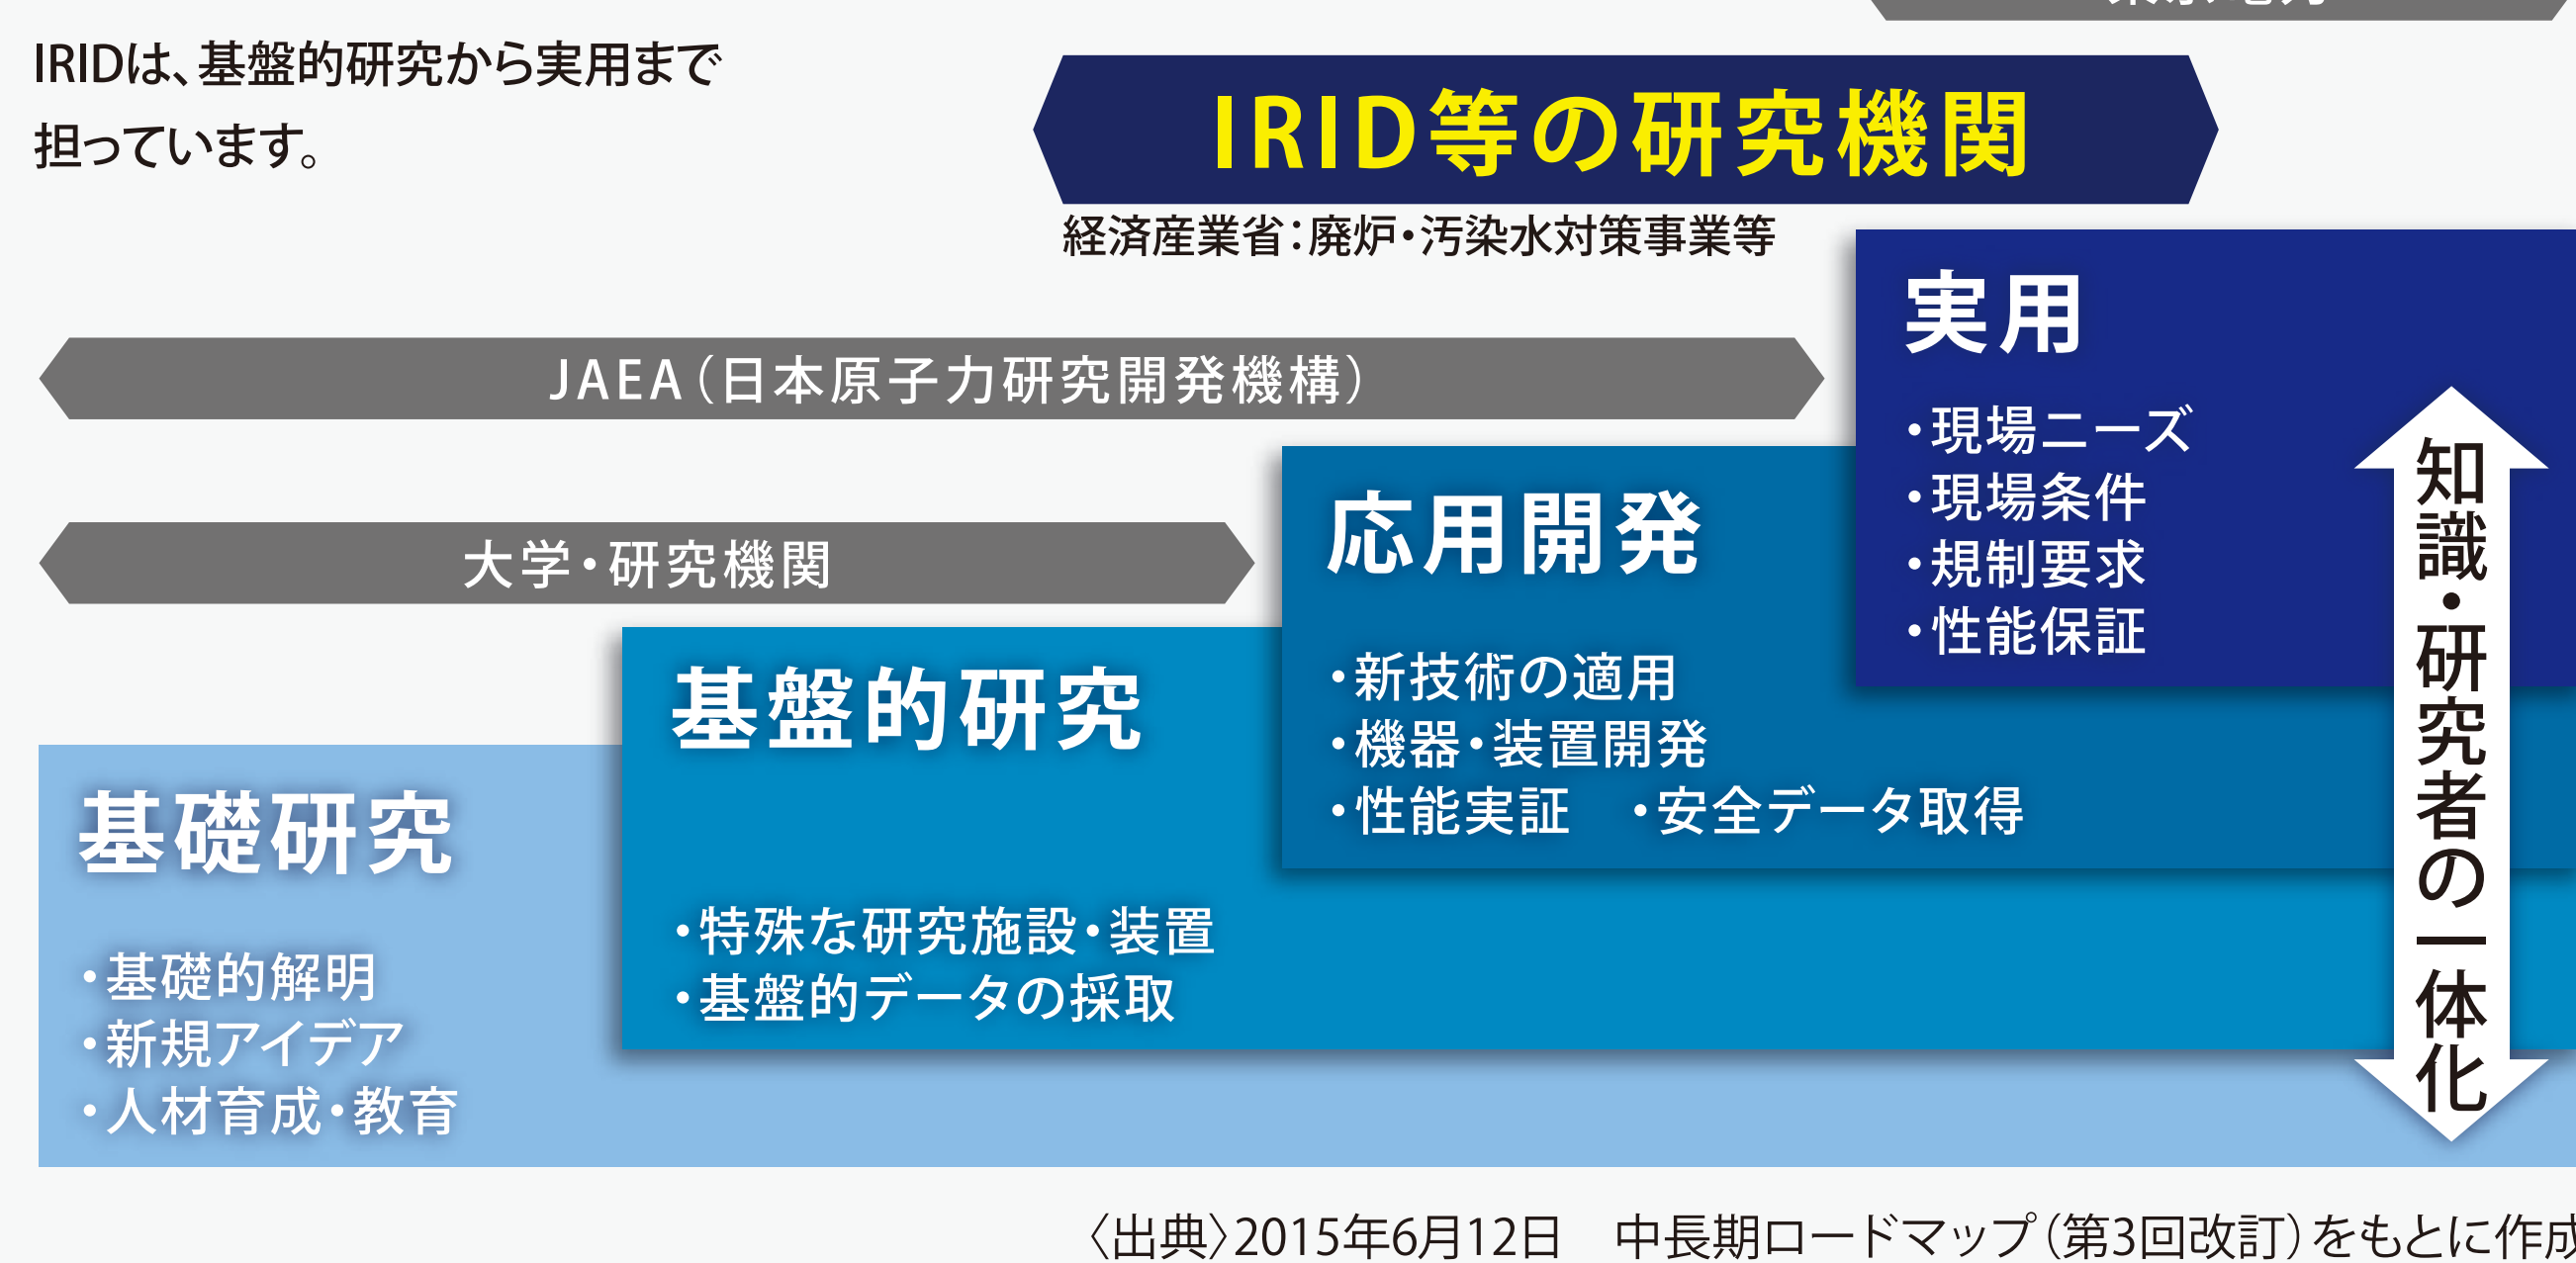 IRIDは、基盤的研究から実用まで
担っています。
IRID等の研究機関
経済産業省：廃炉・汚染水対策事業等
JAEA（日本原子力研究開発機構）
大学・研究機関
実用
・現場ニーズ
・現場条件
・規制要求
・性能保証
応用開発
・新技術の適用
・機器・装置開発
・性能実証　・安全データ取得
基盤的研究
・特殊な研究施設・装置
・基盤的データの採取
基礎研究
・基礎的解明
・新規アイデア
・人材育成・教育
知識・研究者の一体化
〈出典〉2015年6月12日　中長期ロードマップ（第3回改訂）をもとに作成